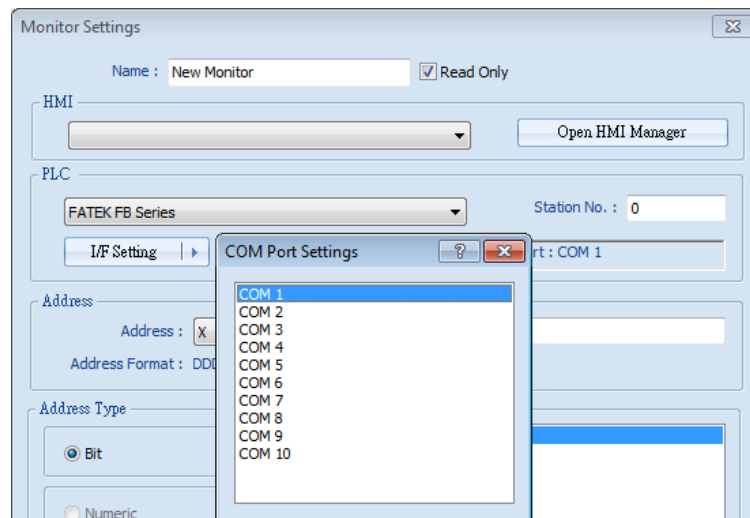 Monitor Settings
Name : New Monitor Read Only
HMI
Open HMI Manager
PLC
FATEK FB Series Station No. : 0
I/F Setting
rt : COM 1
COM Port Settings
COM 1
COM 2
COM 3
COM 4
COM 5
COM 6
COM 7
COM 8
COM 9
COM 10
Address
Address : X
Address Format : DDD
Address Type
Bit
Numeric